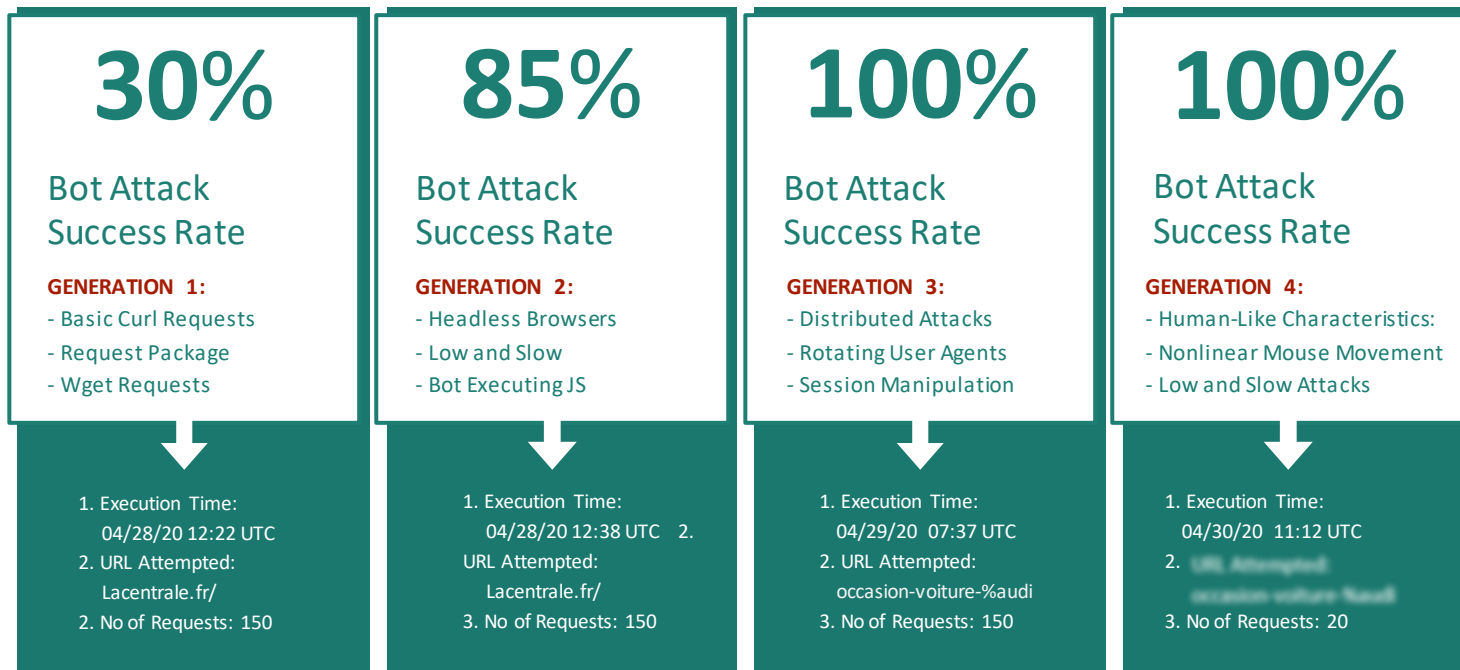 30%
Bot Attack
Success Rate
GENERATION 1:
- Basic Curl Requests
- Request Package
- Wget Requests
1. Execution Time:
04/28/20 12:22 UTC
2. URL Attempted:
Lacentrale.fr/
2. No of Requests: 150
85%
Bot Attack
Success Rate
GENERATION 2:
- Headless Browsers
- Low and Slow
- Bot Executing JS
1. Execution Time:
04/28/20 12:38 UTC 2.
URL Attempted:
Lacentrale.fr/
3. No of Requests: 150
100%
Bot Attack
Success Rate
GENERATION 3:
- Distributed Attacks
- Rotating User Agents
- Session Manipulation
1. Execution Time:
04/29/20 07:37 UTC
2. URL Attempted:
occasion-voiture-%audi
3. No of Requests: 150
100%
Bot Attack
Success Rate
GENERATION 4:
- Human-Like Characteristics:
- Nonlinear Mouse Movement
- Low and Slow Attacks
1. Execution Time:
04/30/20 11:12 UTC
2.
3. No of Requests: 20